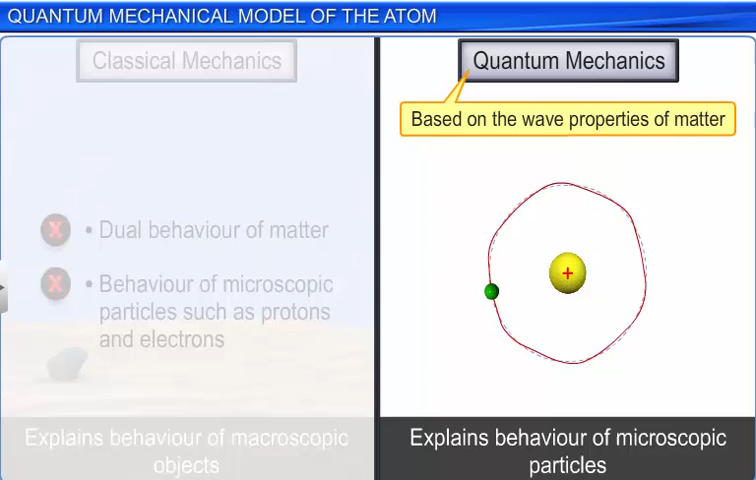 QUANTUM MECHANICAL MODEL OF THE ATOM
Classical Mechanics
X • Dual behaviour of matter
X • Behaviour of microscopic
particles such as protons
and electrons
Explains behaviour of macroscopic
objects
Quantum Mechanics
Based on the wave properties of matter
+
Explains behaviour of microscopic
particles